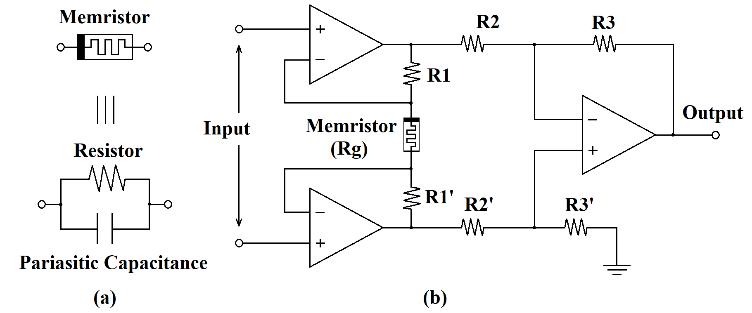 Memristor
Resistor
Pariasitic Capacitance
(a)
R2
R3
+
−
R1
Input
Memristor
(Rg)
−
+
Output
R1'
R2'
R3'
−
+
(b)